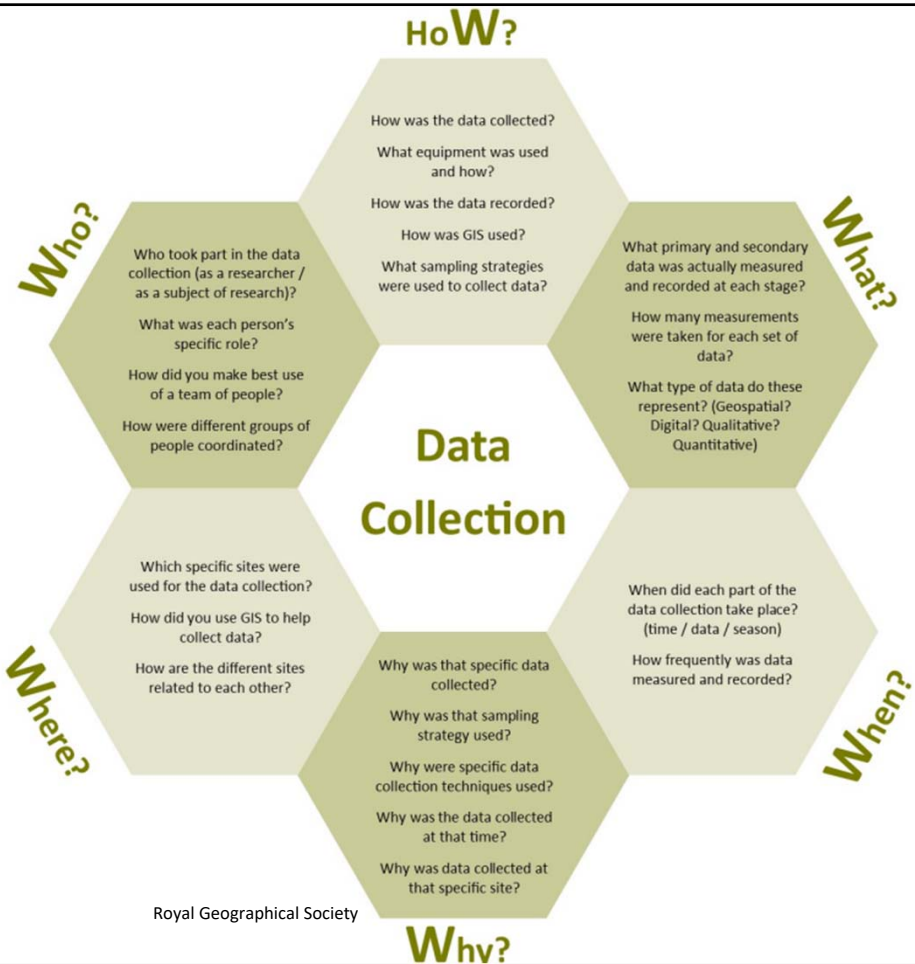 HoW?
How was the data collected?
What equipment was used
and how?
How was the data recorded?
How was GIS used?
What sampling strategies
were used to collect data?
Who?
Who took part in the data
collection (as a researcher /
as a subject of research)?
What was each person's
specific role?
How did you make best use
of a team of people?
How were different groups of
people coordinated?
What?
What primary and secondary
data was actually measured
and recorded at each stage?
How many measurements
were taken for each set of
data?
What type of data do these
represent? (Geospatial?
Digital? Qualitative?
Quantitative)
Data
Collection
Where?
Which specific sites were
used for the data collection?
How did you use GIS to help
collect data?
How are the different sites
related to each other?
When did each part of the
data collection take place?
(time / data / season)
How frequently was data
measured and recorded?
When?
Why was that specific data
collected?
Why was that sampling
strategy used?
Why were specific data
collection techniques used?
Why was the data collected
at that time?
Why was data collected at
that specific site?
Royal Geographical Society
Why?